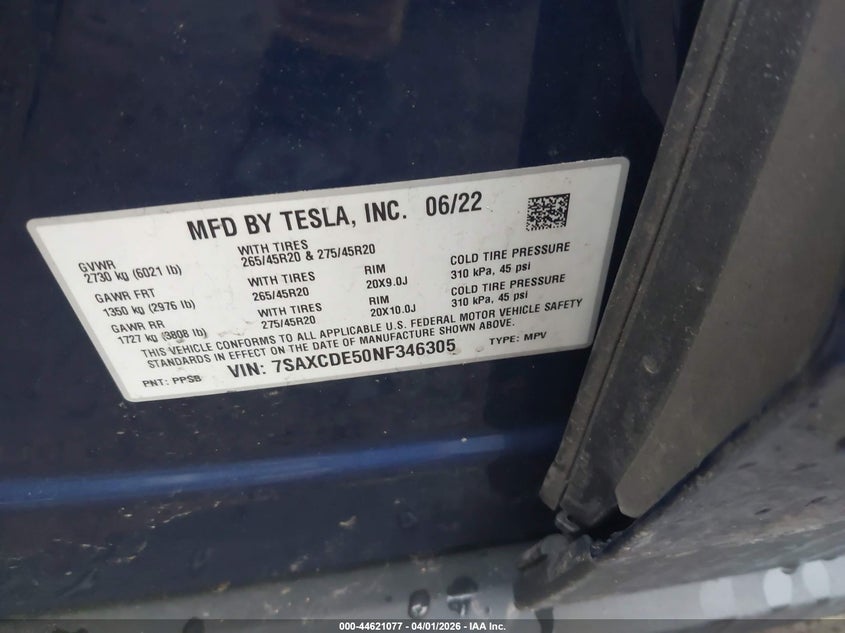 MFD BY TESLA, INC. 06/22
GVWR
2730 kg (6021 lb)
WITH TIRES
265/45R20 & 275/45R20
GAWR FRT
1350 kg (2976 lb)
WITH TIRES
265/45R20
RIM
20X9.0J
COLD TIRE PRESSURE
310 kPa, 45 psi
GAWR RR
1727 kg (3808 lb)
WITH TIRES
275/45R20
RIM
20X10.0J
COLD TIRE PRESSURE
310 kPa, 45 psi
THIS VEHICLE CONFORMS TO ALL APPLICABLE U.S. FEDERAL MOTOR VEHICLE SAFETY
STANDARDS IN EFFECT ON THE DATE OF MANUFACTURE SHOWN ABOVE.
PNT: PPSB VIN: 7SAXCDE50NF346305 TYPE: MPV
000-44621077 - 04/01/2026 - IAA Inc.